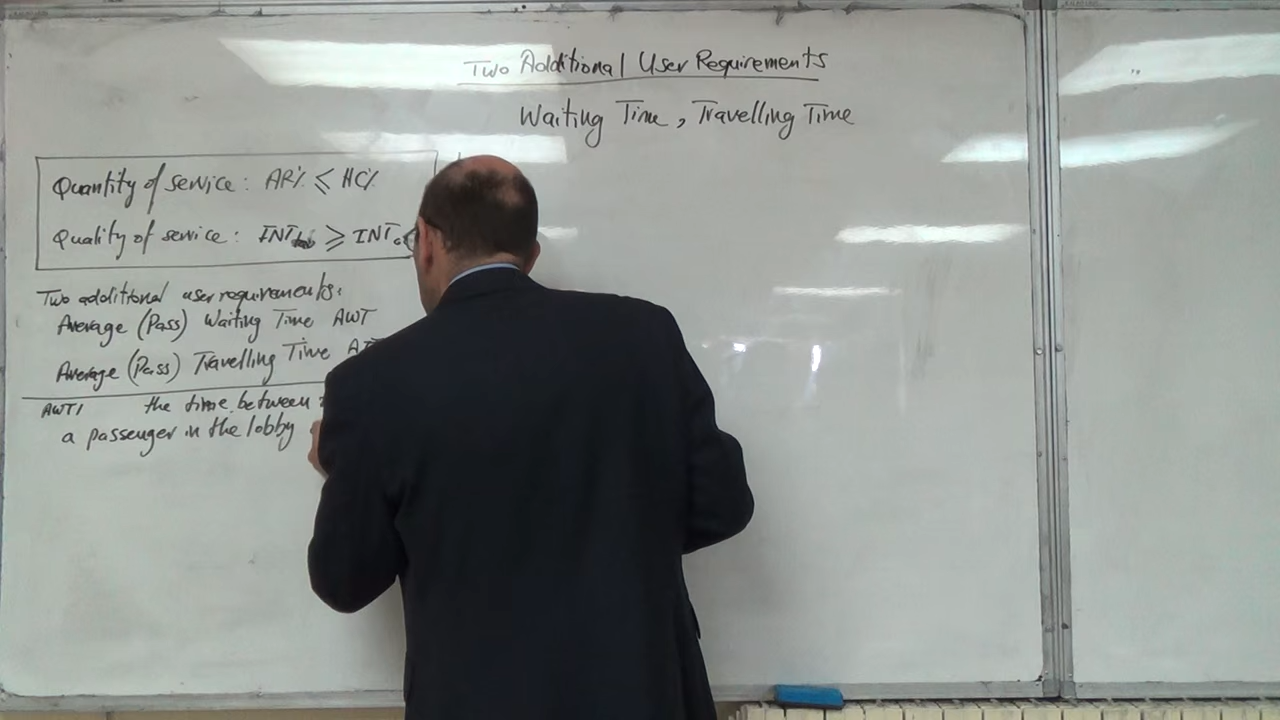 Two Additional User Requirements
Waiting Time, Travelling Time
Quantity of service: AR% ⩽ HC%
Quality of service: INT ⩾ INT
Two additional user requirements:
Average (Pass) Waiting Time AWT
Average (Pass) Travelling Time
AWT/ the time between
a passenger in the lobby